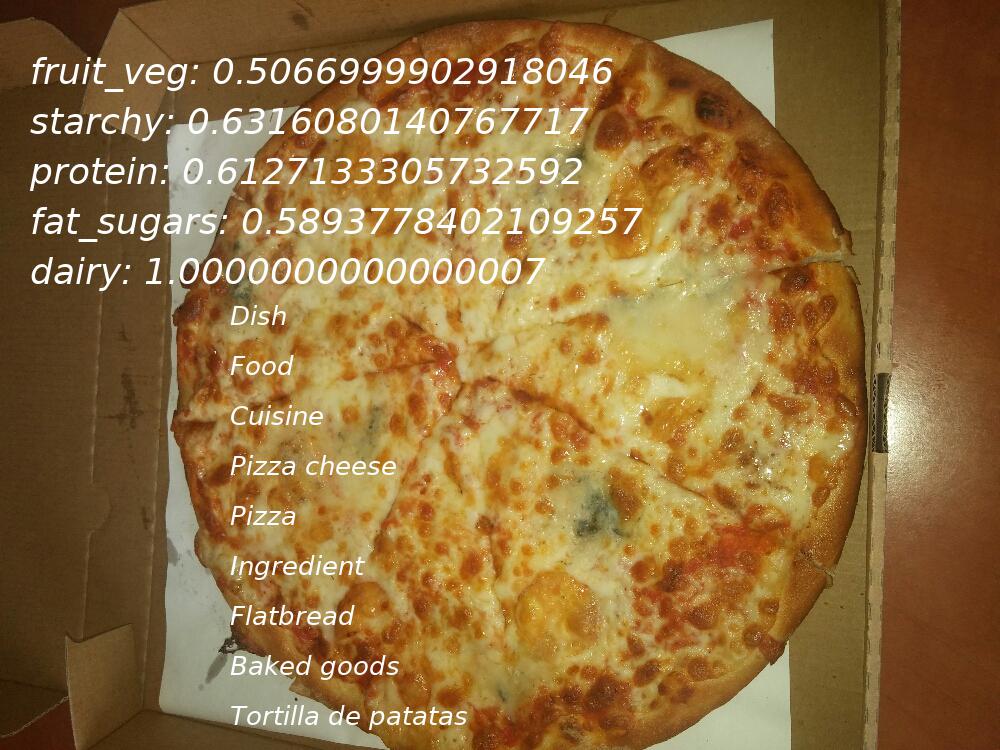 fruit_veg: 0.5066999902918046
starchy: 0.6316080140767717
protein: 0.6127133305732592
fat_sugars: 0.5893778402109257
dairy: 1.0000000000000007
Dish
Food
Cuisine
Pizza cheese
Pizza
Ingredient
Flatbread
Baked goods
Tortilla de patatas